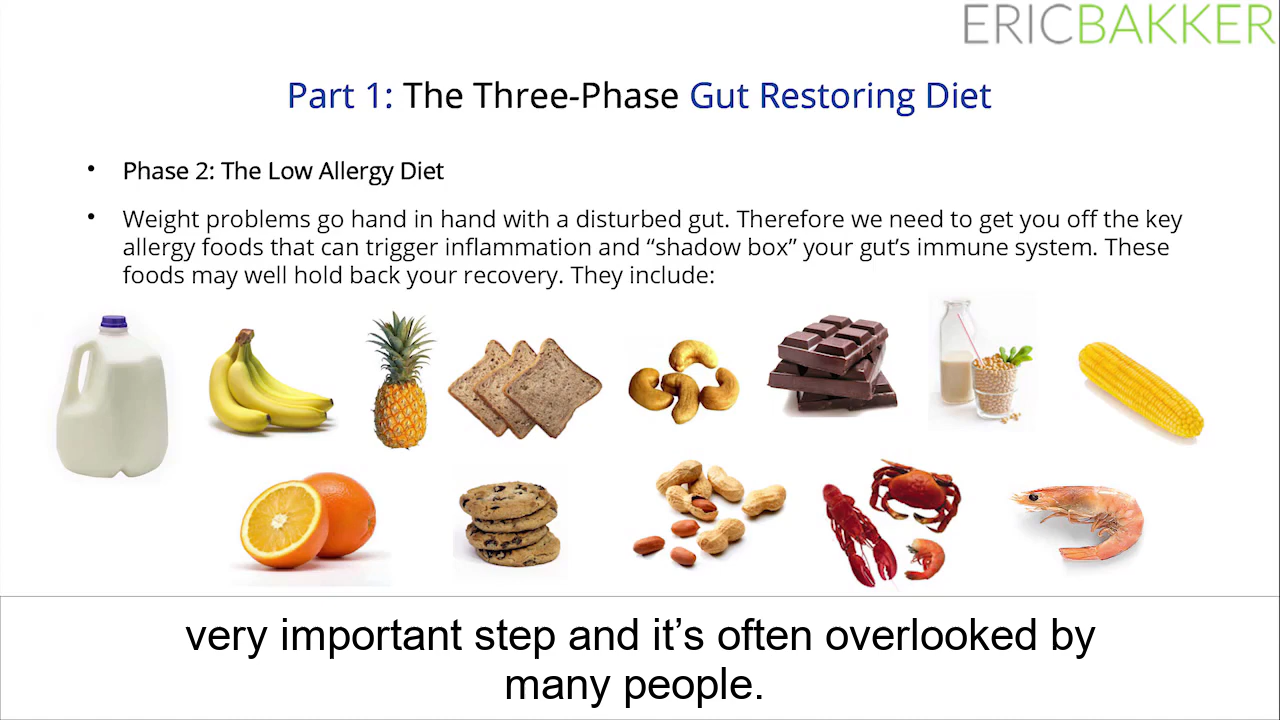 ERICBAKKER
Part 1: The Three-Phase Gut Restoring Diet
• Phase 2: The Low Allergy Diet
• Weight problems go hand in hand with a disturbed gut. Therefore we need to get you off the key
allergy foods that can trigger inflammation and “shadow box” your gut’s immune system. These
foods may well hold back your recovery. They include:
very important step and it’s often overlooked by
many people.